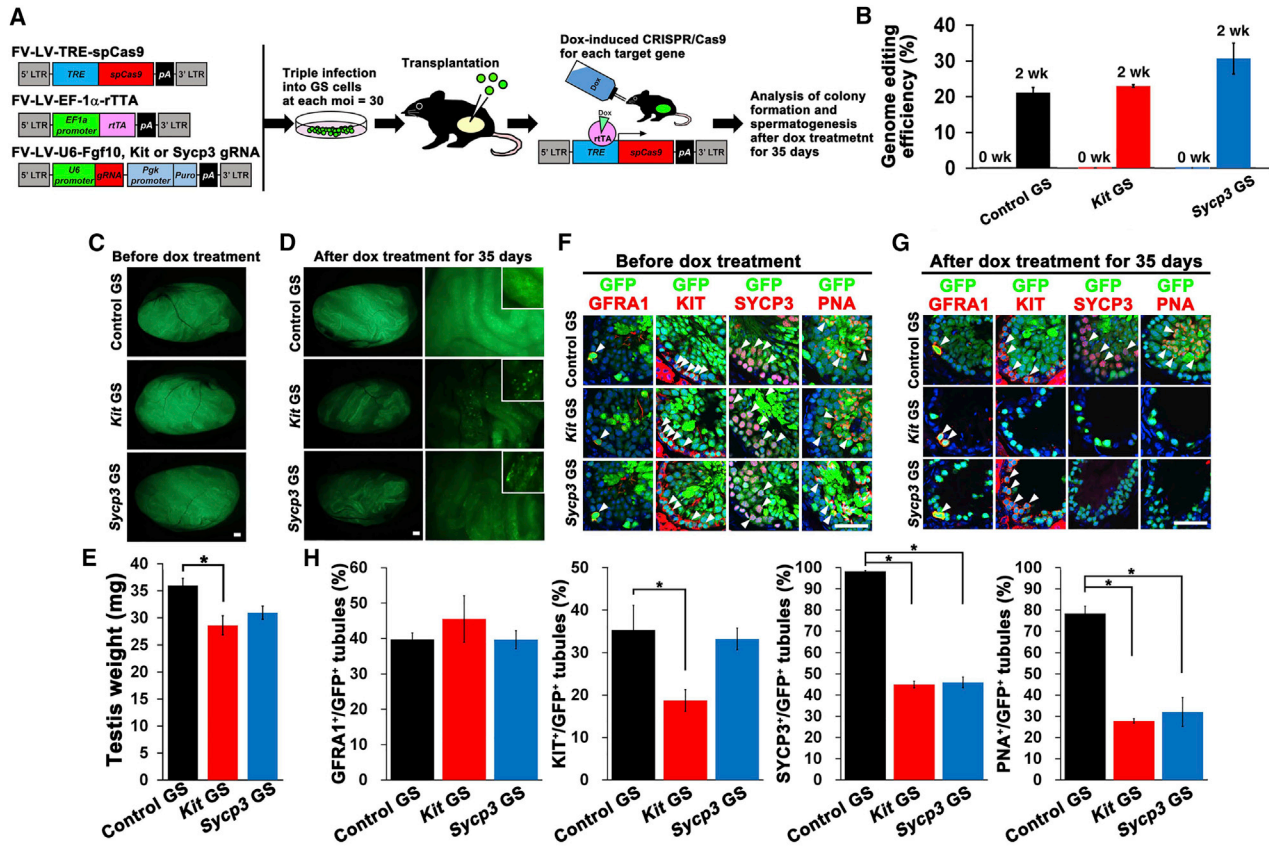 A
FV-LV-TRE-spCas9
5' LTR TRE spCas9 pA 3' LTR
FV-LV-EF-1α-rTTA
5' LTR EF1a promoter rtTA pA 3' LTR
FV-LV-U6-Fgf10, Kit or Sycp3 gRNA
5' LTR U6 promoter gRNA Pgk promoter Puro pA 3' LTR
Triple infection
into GS cells
at each moi = 30
Transplantation
Dox-induced CRISPR/Cas9
for each target gene
Dox
Dox
rtTA
5' LTR TRE spCas9 pA 3' LTR
Analysis of colony
formation and
spermatogenesis
after dox treatmetnt
for 35 days
B
Genome editing
efficiency (%)
40
30
20
10
0
0 wk
2 wk
0 wk
2 wk
0 wk
2 wk
Control GS
Kit GS
Sycp3 GS
C
Before dox treatment
Control GS
Kit GS
Sycp3 GS
D
After dox treatment for 35 days
F
Before dox treatment
GFP GFP GFP GFP
GFRA1 KIT SYCP3 PNA
Control GS
Kit GS
Sycp3 GS
G
After dox treatment for 35 days
GFP GFP GFP GFP
GFRA1 KIT SYCP3 PNA
Control GS
Kit GS
Sycp3 GS
E
Testis weight (mg)
40
35
30
25
20
15
10
5
0
*
Control GS
Kit GS
Sycp3 GS
H
GFRA1+/GFP+ tubules (%)
60
50
40
30
20
10
0
Control GS
Kit GS
Sycp3 GS
KIT+/GFP+ tubules (%)
50
40
30
20
10
0
*
Control GS
Kit GS
Sycp3 GS
SYCP3+/GFP+ tubules (%)
100
90
80
70
60
50
40
30
20
10
0
*
*
Control GS
Kit GS
Sycp3 GS
PNA+/GFP+ tubules (%)
100
90
80
70
60
50
40
30
20
10
0
*
*
Control GS
Kit GS
Sycp3 GS